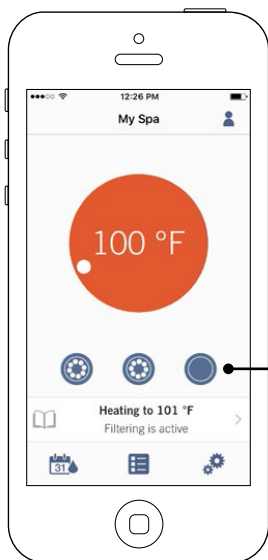 12:26 PM
My Spa
100 °F
Heating to 101 °F
Filtering is active
31